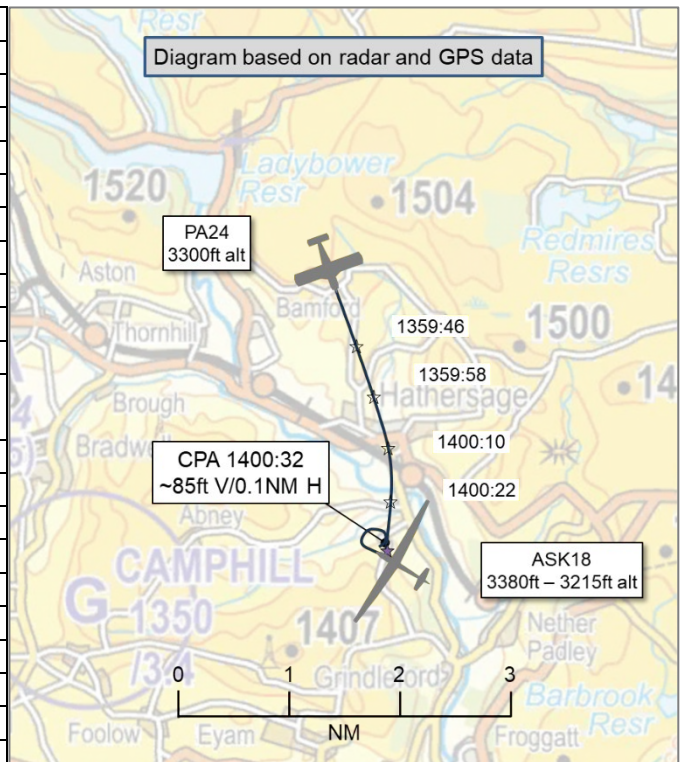 Diagram based on radar and GPS data
Ladybower
Resr
1520
1504
PA24
3300ft alt
Redmires
Resrs
Aston
Bamford
1359:46
1500
Thornhill
1359:58
14
Hathersage
Brough
Bradwell
1400:10
CPA 1400:32
~85ft V/0.1NM H
1400:22
Abney
CAMPHILL
G 1350
/3.4
ASK18
3380ft – 3215ft alt
1407
Nether
Padley
0 1 2 3
Grindleford
NM
Barbrook
Resr
Foolow
Eyam
Froggatt